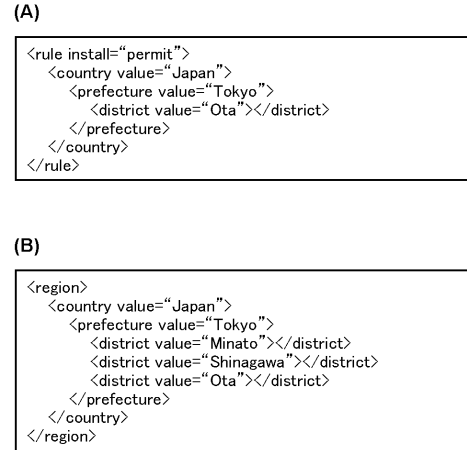 (A)
<rule install=“permit”>
<country value=“Japan”>
<prefecture value=“Tokyo”>
<district value=“Ota”></district>
</prefecture>
</country>
</rule>
(B)
<region>
<country value=“Japan”>
<prefecture value=“Tokyo”>
<district value=“Minato”></district>
<district value=“Shinagawa”></district>
<district value=“Ota”></district>
</prefecture>
</country>
</region>